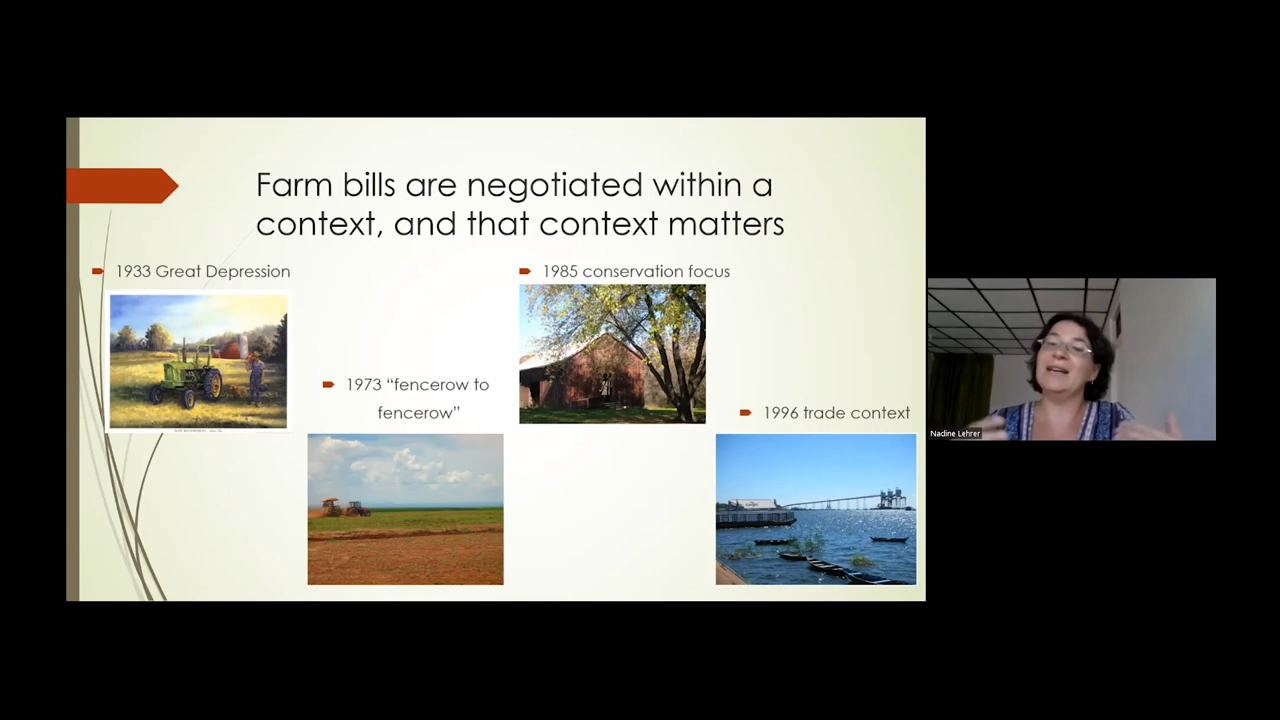 Farm bills are negotiated within a
context, and that context matters
1933 Great Depression
1973 “fencerow to
fencerow”
1985 conservation focus
1996 trade context
Nadine Lehrer